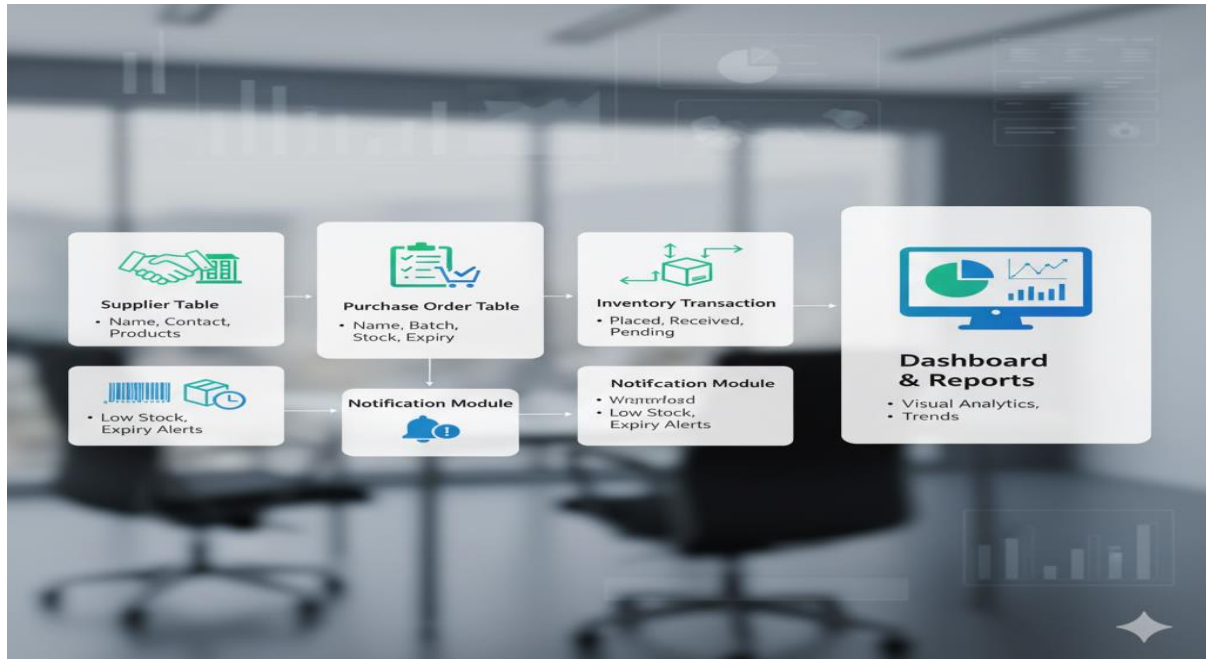 Supplier Table
• Name, Contact,
Products
Purchase Order Table
• Name, Batch,
Stock, Expiry
Inventory Transaction
• Placed, Received,
Pending
Dashboard
& Reports
• Visual Analytics,
• Trends
• Low Stock,
Expiry Alerts
Notification Module
Notifcation Module
• Low Stock,
Expiry Alerts